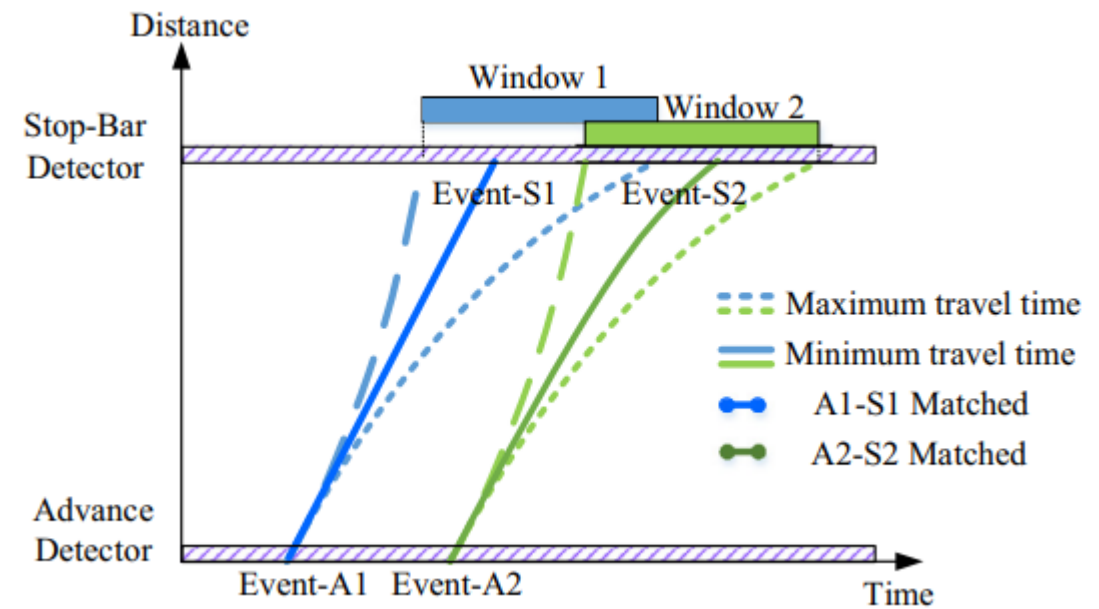 Distance
Window 1
Window 2
Stop-Bar
Detector
Event-S1
Event-S2
Maximum travel time
Minimum travel time
A1-S1 Matched
A2-S2 Matched
Advance
Detector
Event-A1
Event-A2
Time